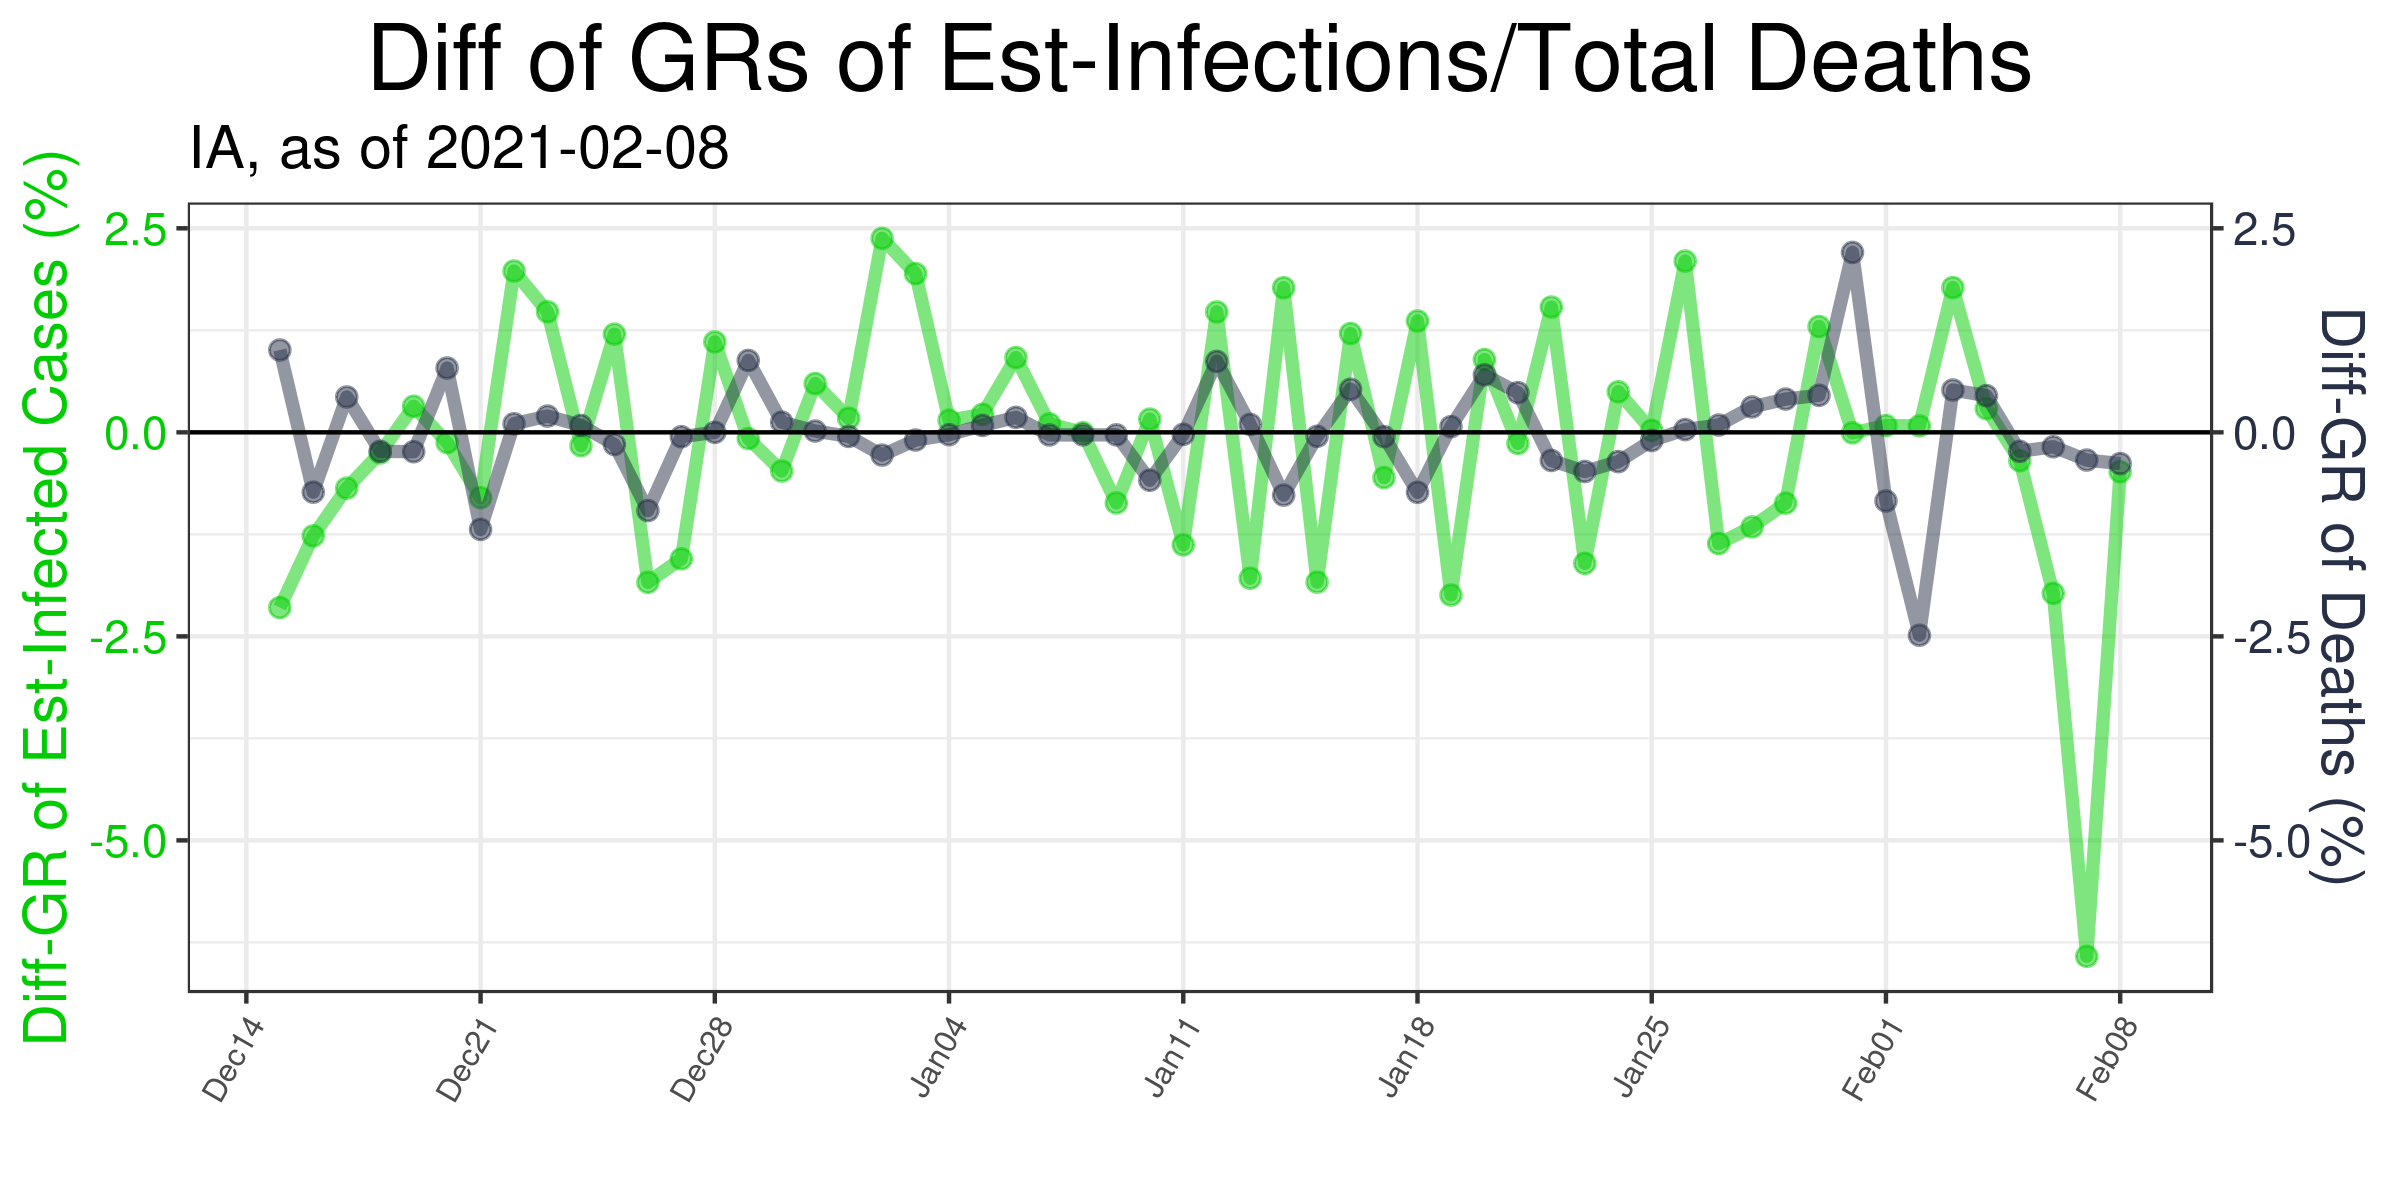 Diff of GRs of Est-Infections/Total Deaths
IA, as of 2021-02-08
Diff-GR of Est-Infected Cases (%)
2.5
0.0
-2.5
-5.0
2.5
0.0
-2.5
-5.0
Diff-GR of Deaths (%)
Dec14
Dec21
Dec28
Jan04
Jan11
Jan18
Jan25
Feb01
Feb08